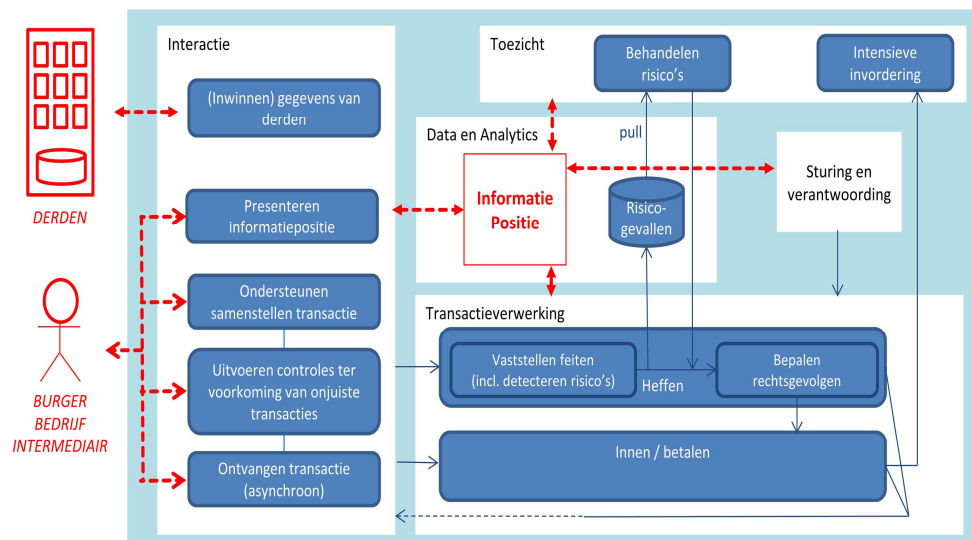 DERDEN
BURGER
BEDRIJF
INTERMEDIAIR
Interactie
(Inwinnen) gegevens van
derden
Presenteren
informatiepositie
Ondersteunen
samenstellen transactie
Uitvoeren controles ter
voorkoming van onjuiste
transacties
Ontvangen transactie
(asynchroon)
Toezicht
Behandelen
risico's
Intensieve
invordering
Data en Analytics
pull
Informatie
Positie
Risico-
gevallen
Sturing en
verantwoording
Transactieverwerking
Vaststellen feiten
(incl. detecteren risico's)
Heffen
Bepalen
rechtsgevolgen
Innen / betalen